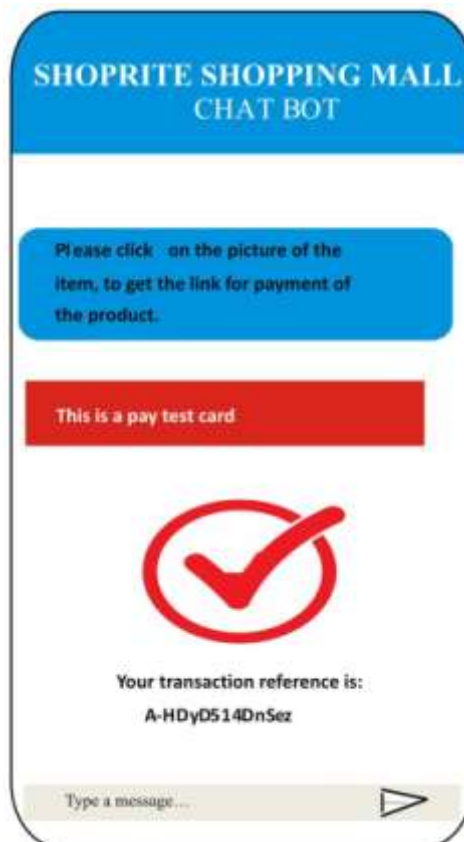 SHOPRITE SHOPPING MALL
CHAT BOT
Please click on the picture of the
item, to get the link for payment of
the product.
This is a pay test card
Your transaction reference is:
A-HDyD514DnSez
Type a message...